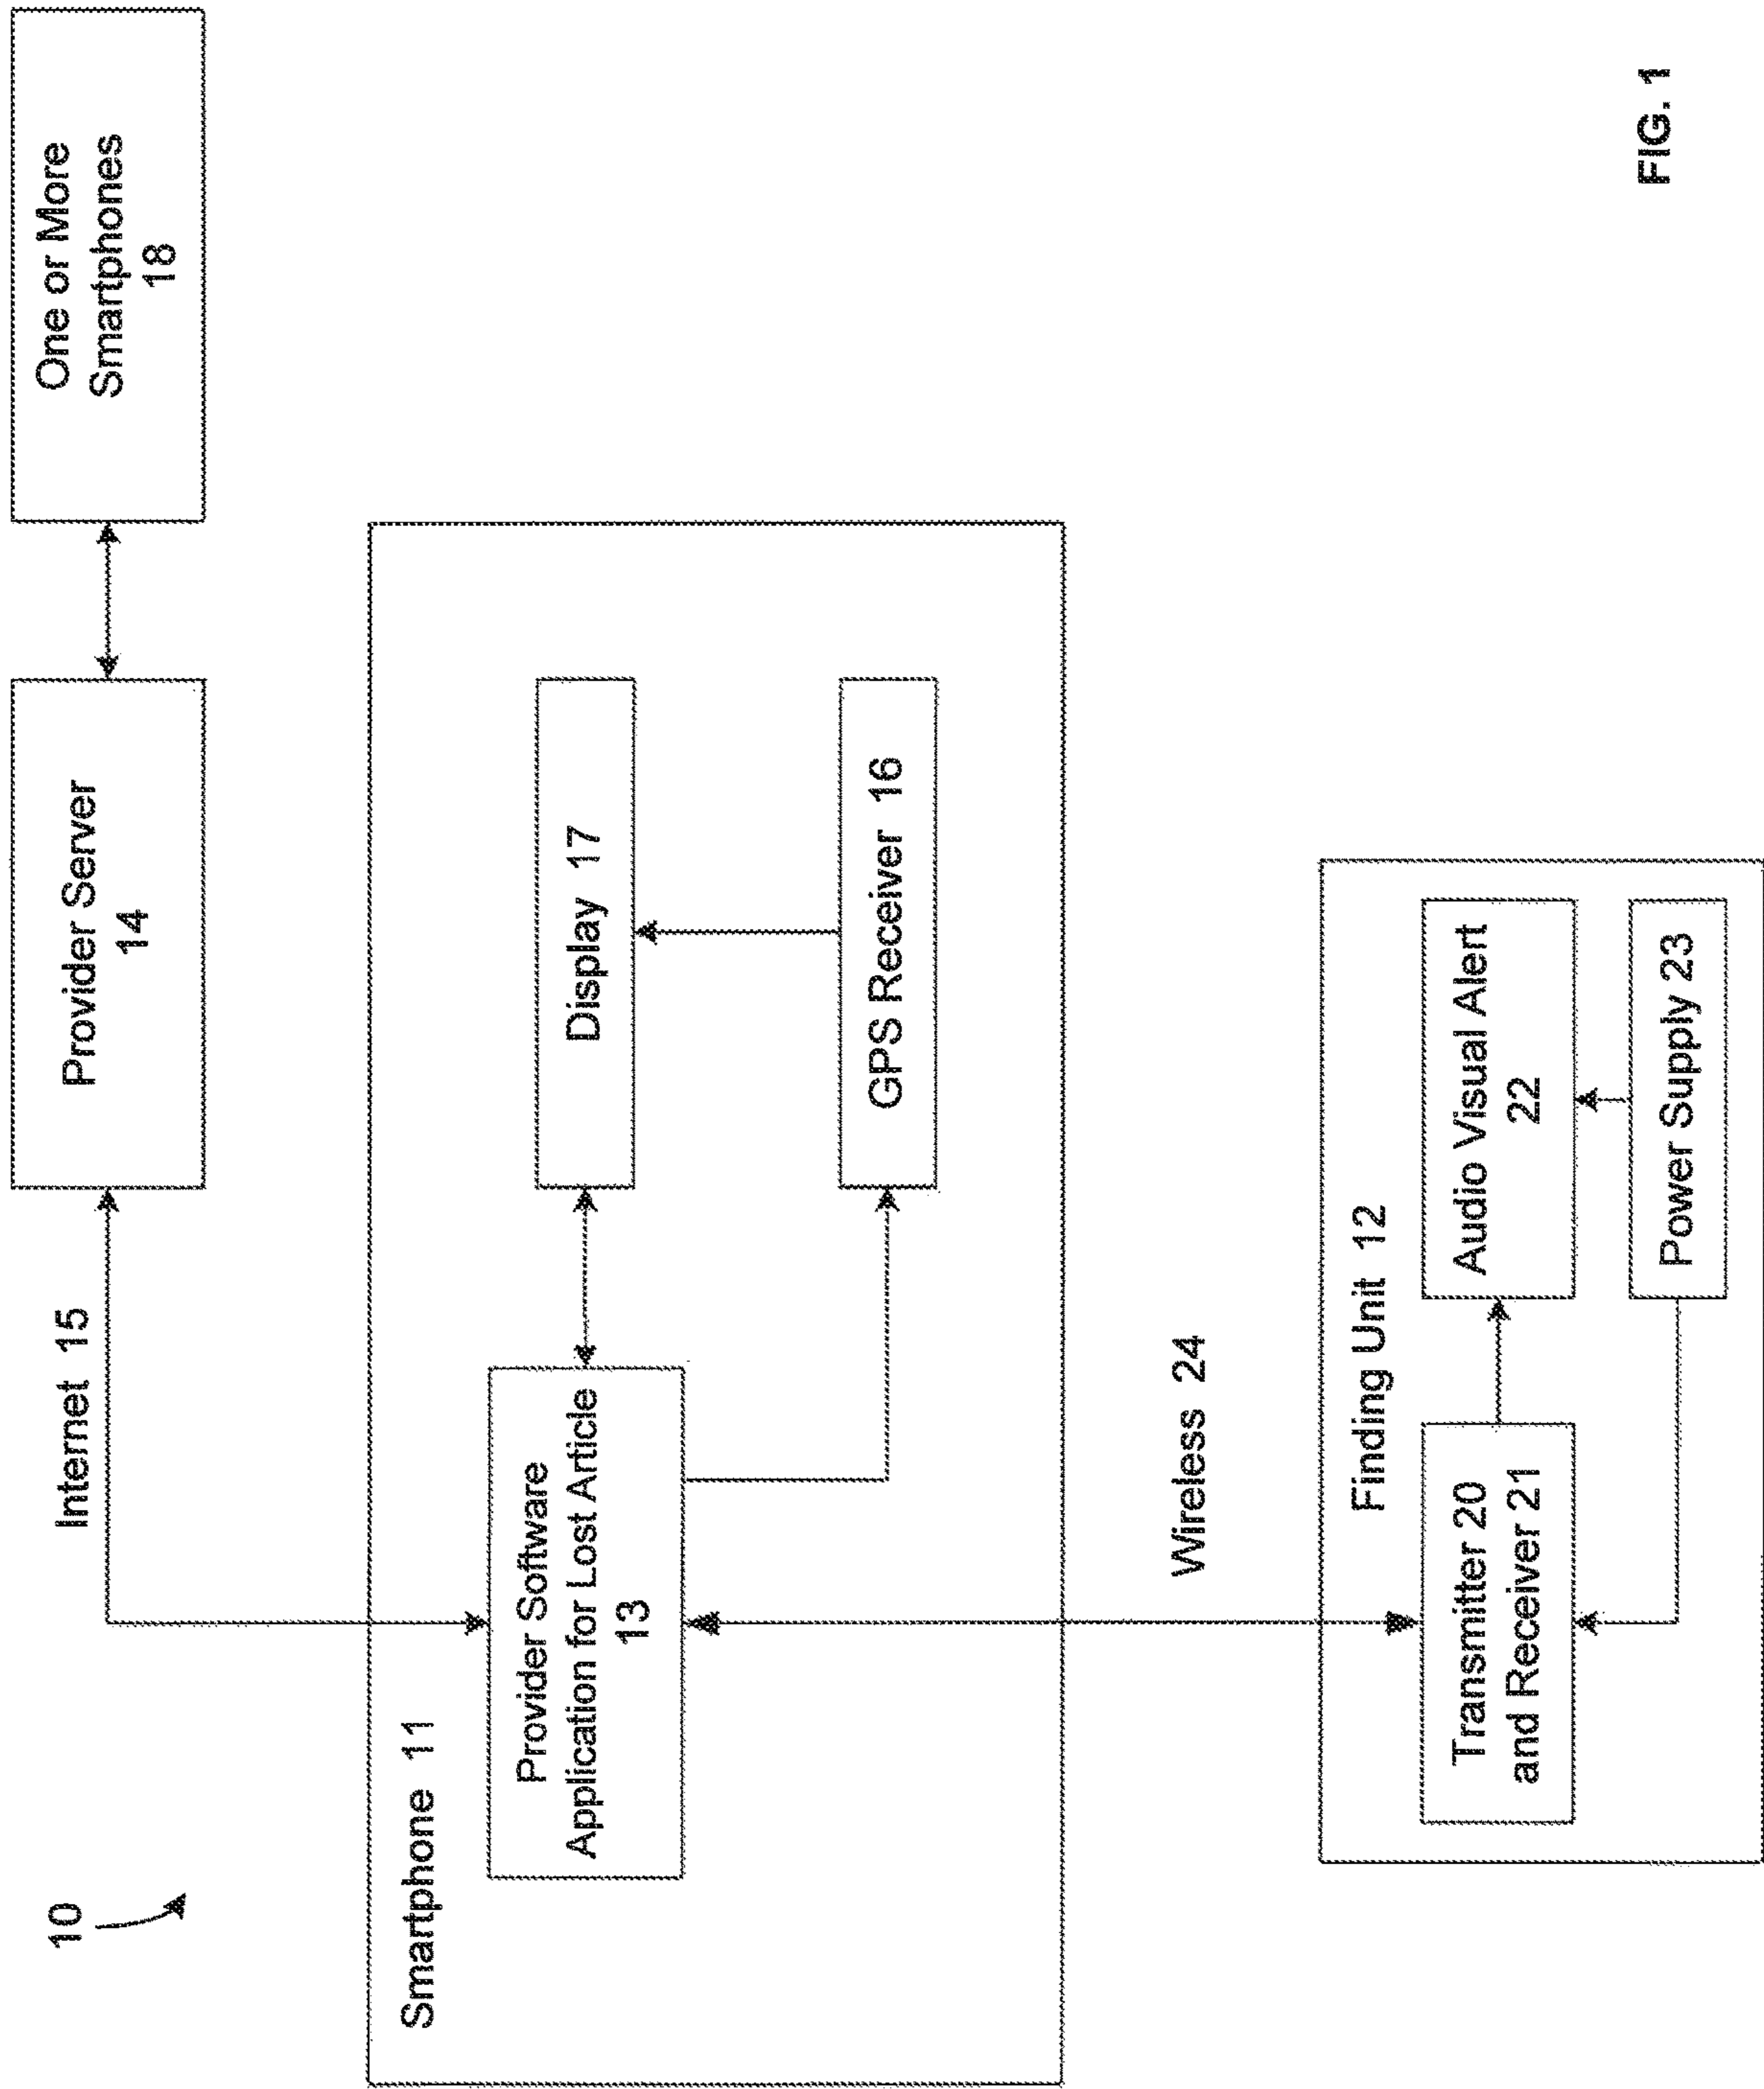 10
Internet 15
Provider Server
14
One or More
Smartphones
18
Smartphone 11
Provider Software
Application for Lost Article
13
Display 17
GPS Receiver 16
Wireless 24
Finding Unit 12
Transmitter 20
and Receiver 21
Audio Visual Alert
22
Power Supply 23
FIG. 1